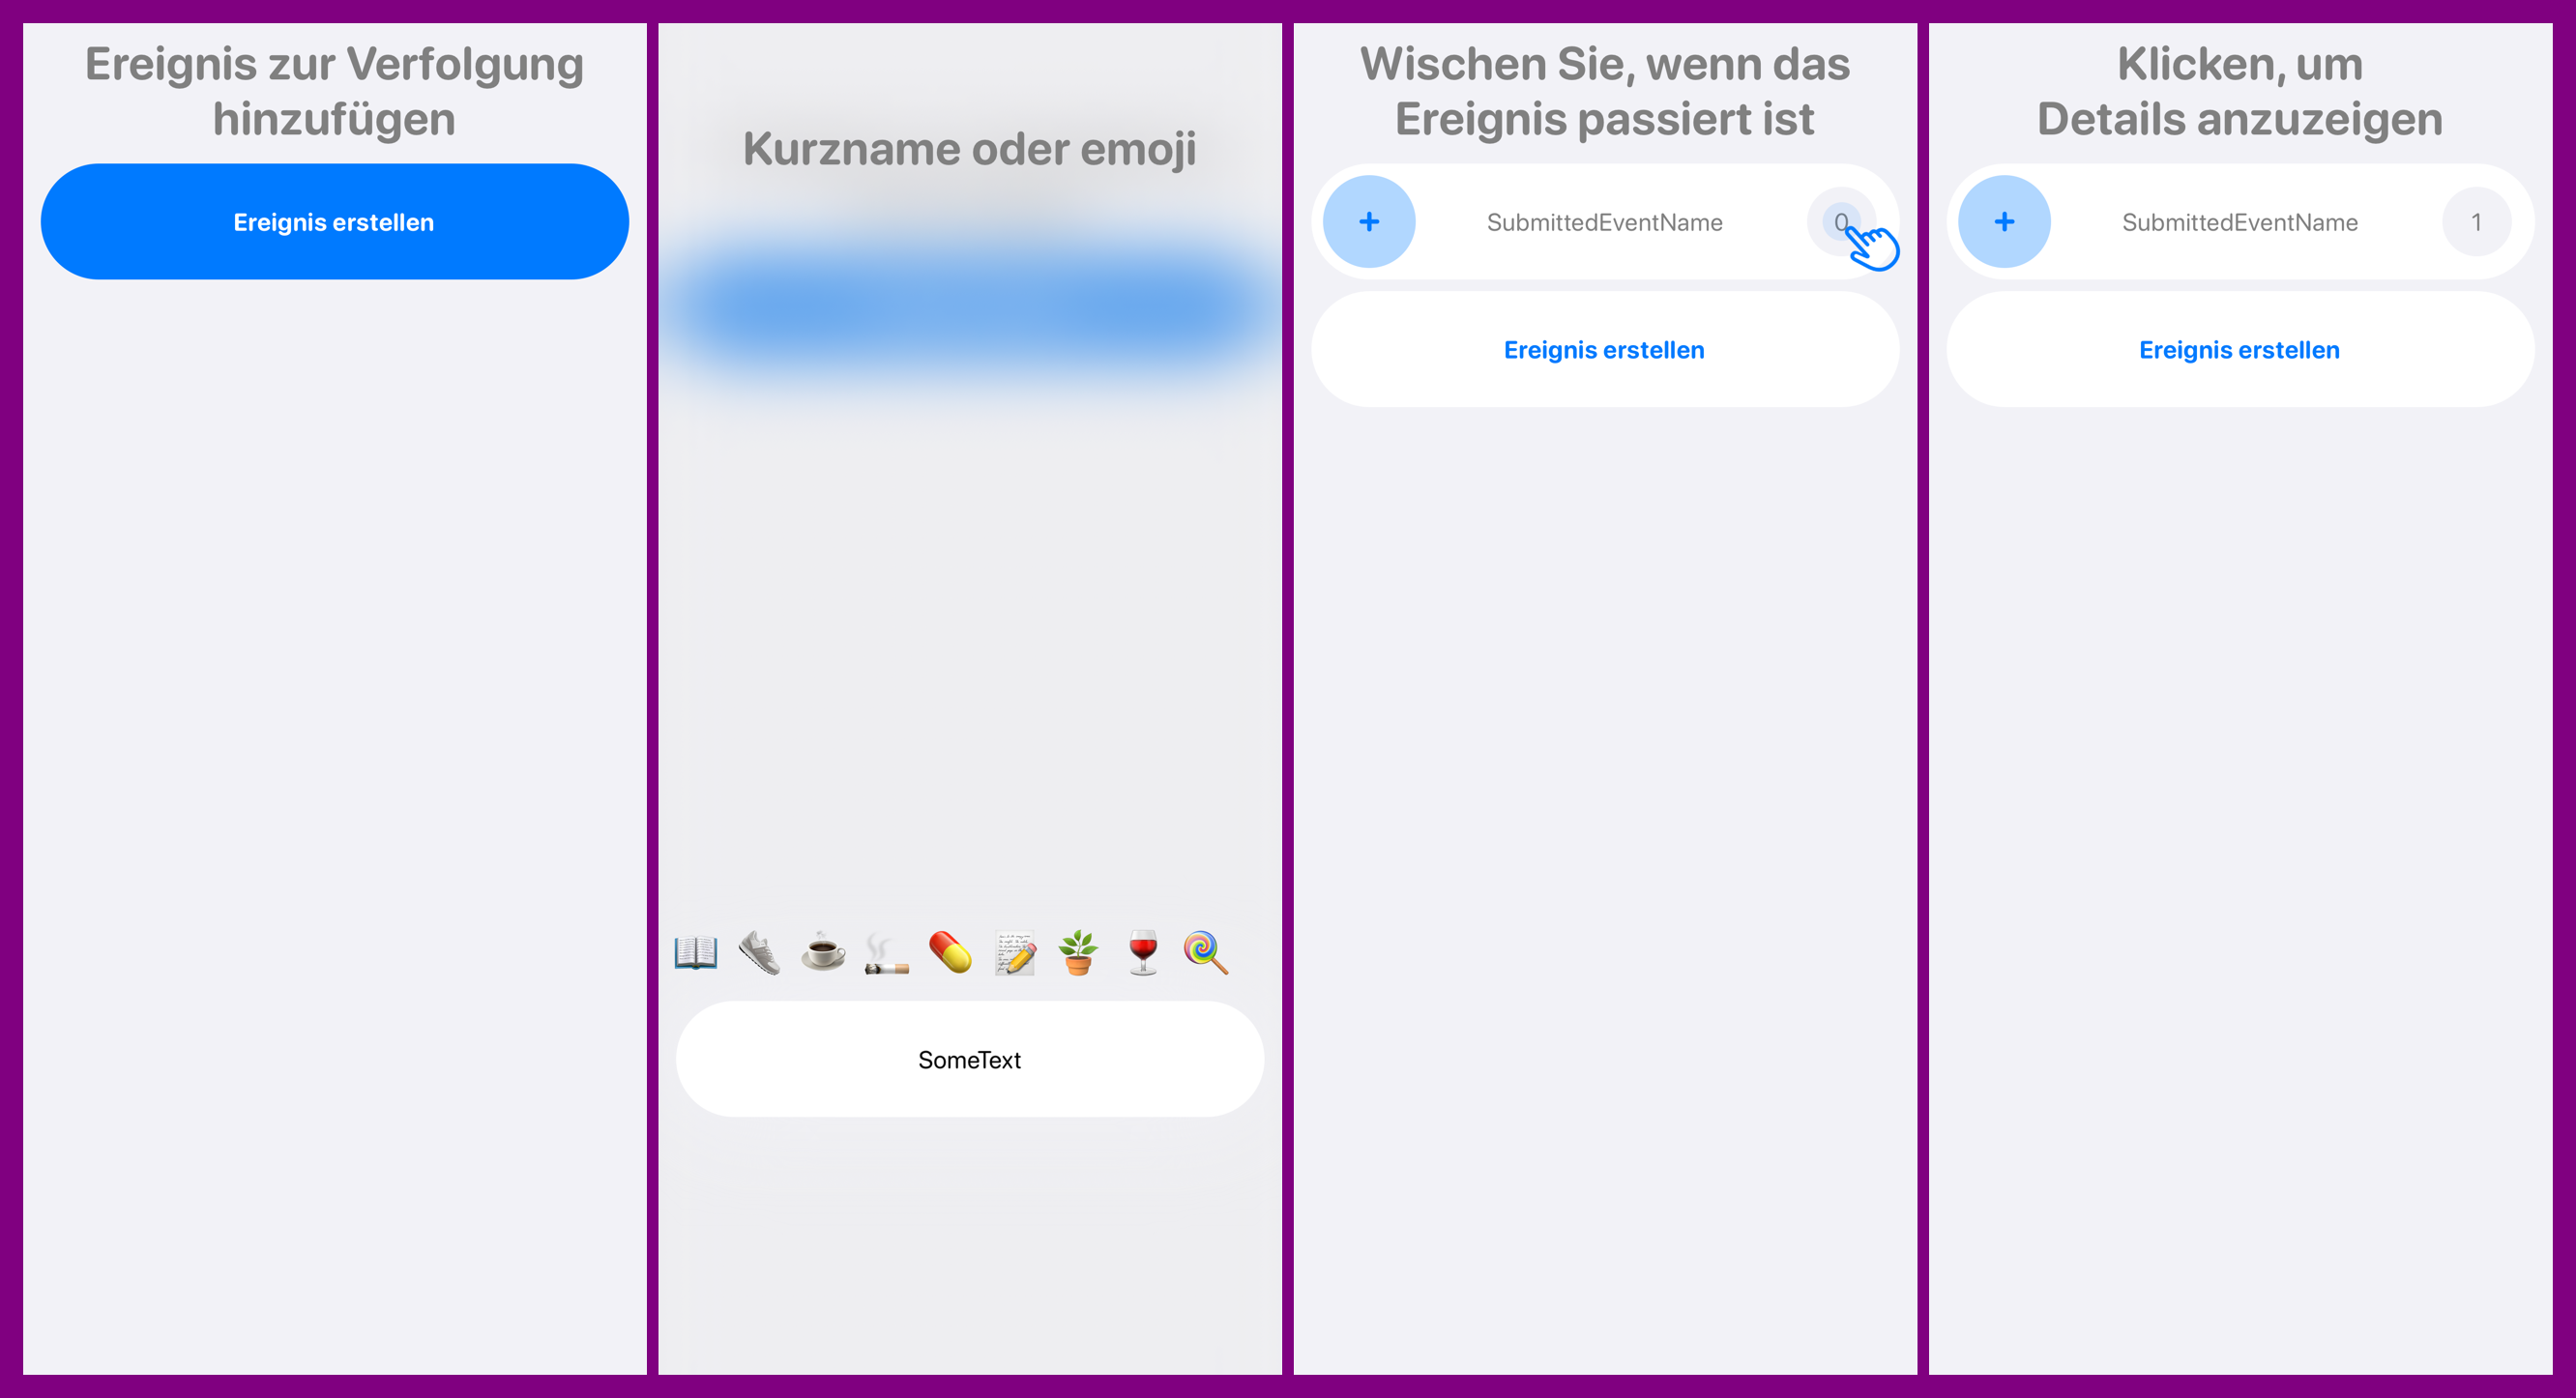 Ereignis zur Verfolgung
hinzufügen
Ereignis erstellen
Kurzname oder emoji
SomeText
Wischen Sie, wenn das
Ereignis passiert ist
+ SubmittedEventName 0
Ereignis erstellen
Klicken, um
Details anzuzeigen
+ SubmittedEventName 1
Ereignis erstellen